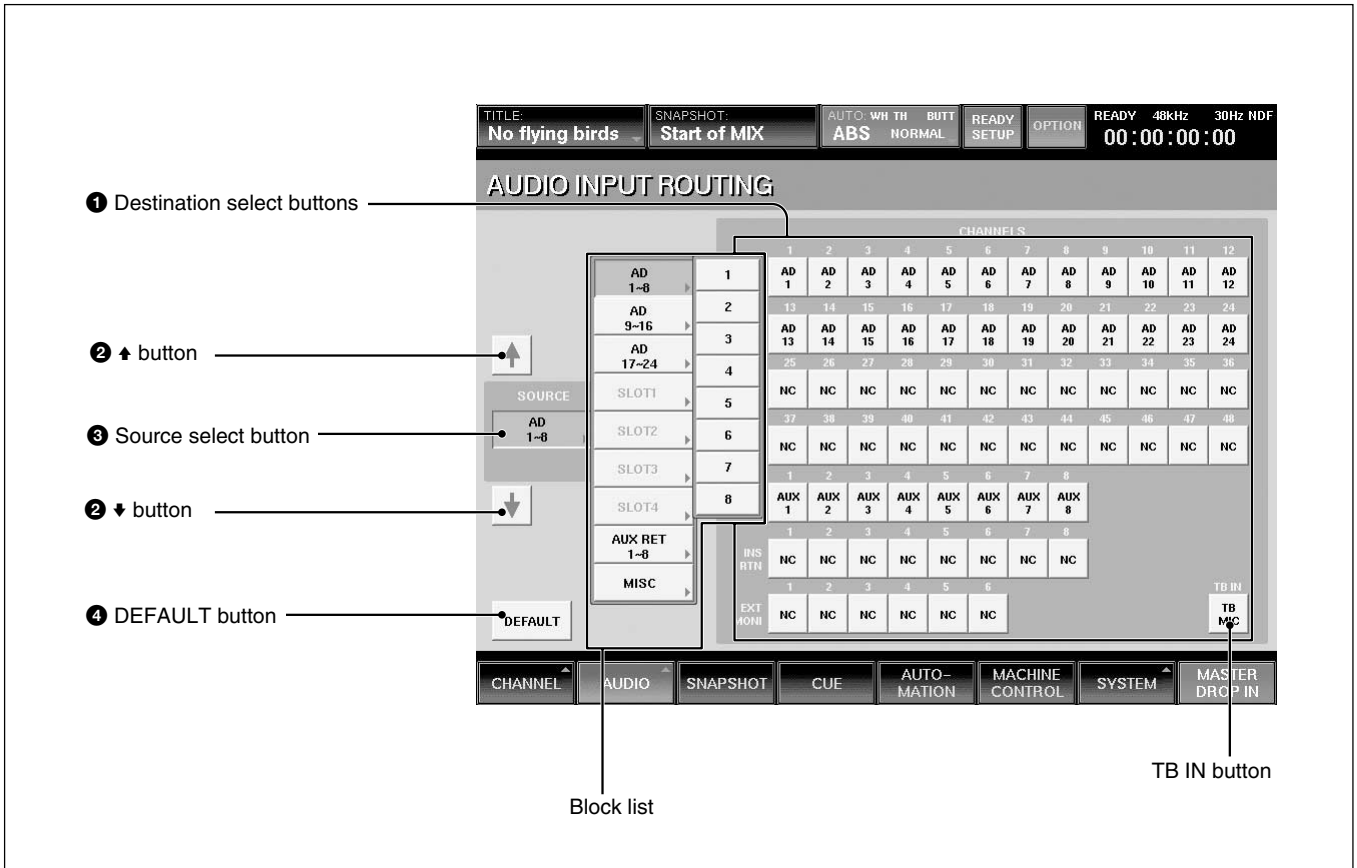 TITLE:
No flying birds
SNAPSHOT:
Start of MIX
AUTO: WH TH BUTT
ABS NORMAL
READY
SETUP
OPTION
READY 48kHz 30Hz NDF
00:00:00:00
AUDIO INPUT ROUTING
❶ Destination select buttons
❷ 🡅 button
❸ Source select button
❷ 🡇 button
❹ DEFAULT button
SOURCE
AD
1~8
DEFAULT
AD
1~8
AD
9~16
AD
17~24
SLOT1
SLOT2
SLOT3
SLOT4
AUX RET
1~8
MISC
1
2
3
4
5
6
7
8
CHANNELS
1 2 3 4 5 6 7 8 9 10 11 12
AD AD AD AD AD AD AD AD AD AD AD AD
1 2 3 4 5 6 7 8 9 10 11 12
13 14 15 16 17 18 19 20 21 22 23 24
AD AD AD AD AD AD AD AD AD AD AD AD
13 14 15 16 17 18 19 20 21 22 23 24
25 26 27 28 29 30 31 32 33 34 35 36
NC NC NC NC NC NC NC NC NC NC NC NC
37 38 39 40 41 42 43 44 45 46 47 48
NC NC NC NC NC NC NC NC NC NC NC NC
1 2 3 4 5 6 7 8
AUX AUX AUX AUX AUX AUX AUX AUX
1 2 3 4 5 6 7 8
1 2 3 4 5 6 7 8
INS
RTN
NC NC NC NC NC NC NC NC
1 2 3 4 5 6
EXT
MONI
NC NC NC NC NC NC
TB IN
TB
MIC
CHANNEL
AUDIO
SNAPSHOT
CUE
AUTO-
MATION
MACHINE
CONTROL
SYSTEM
MASTER
DROP IN
TB IN button
Block list